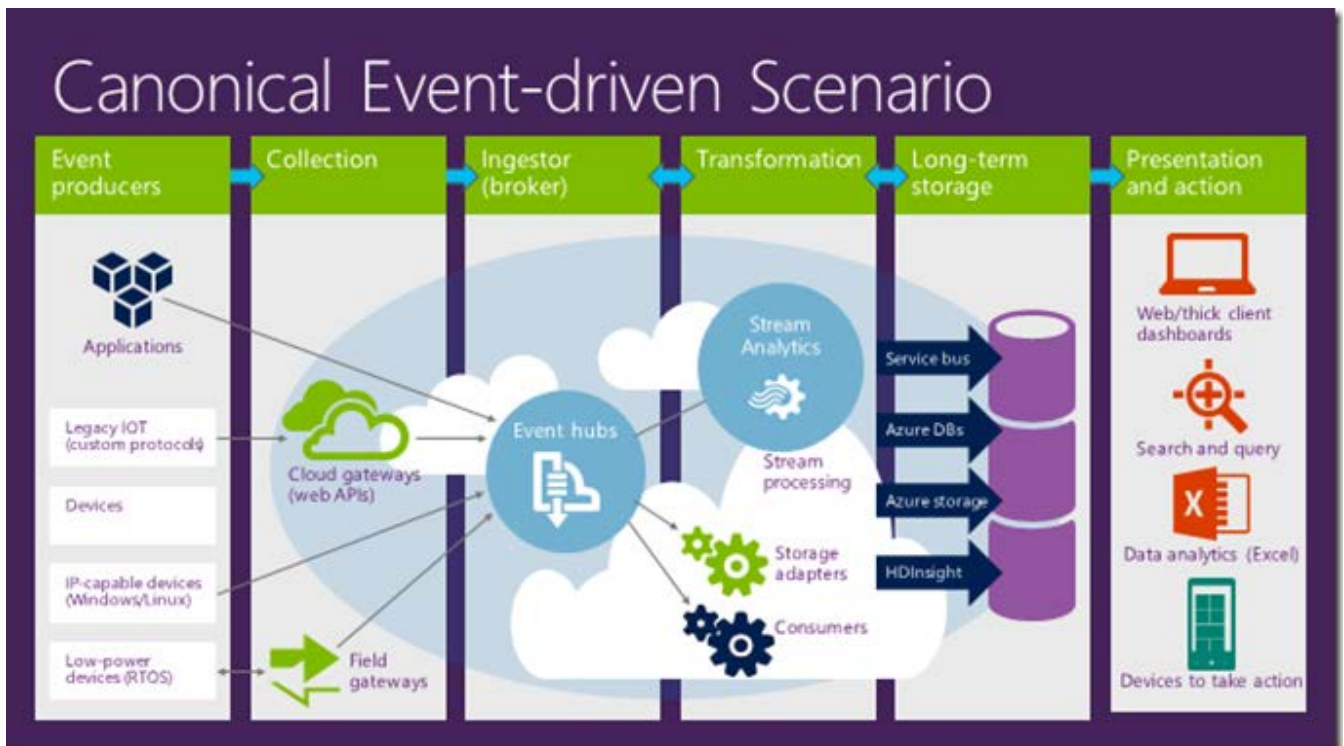 Canonical Event-driven Scenario
Event
producers
Collection
Ingestor
(broker)
Transformation
Long-term
storage
Presentation
and action
Applications
Legacy IOT
(custom protocols)
Devices
IP-capable devices
(Windows/Linux)
Low-power
devices (RTOS)
Cloud gateways
(web APIs)
Field
gateways
Event hubs
Stream
Analytics
Stream
processing
Storage
adapters
Consumers
Service bus
Azure DBs
Azure storage
HDInsight
Web/thick client
dashboards
Search and query
X
Data analytics (Excel)
Devices to take action